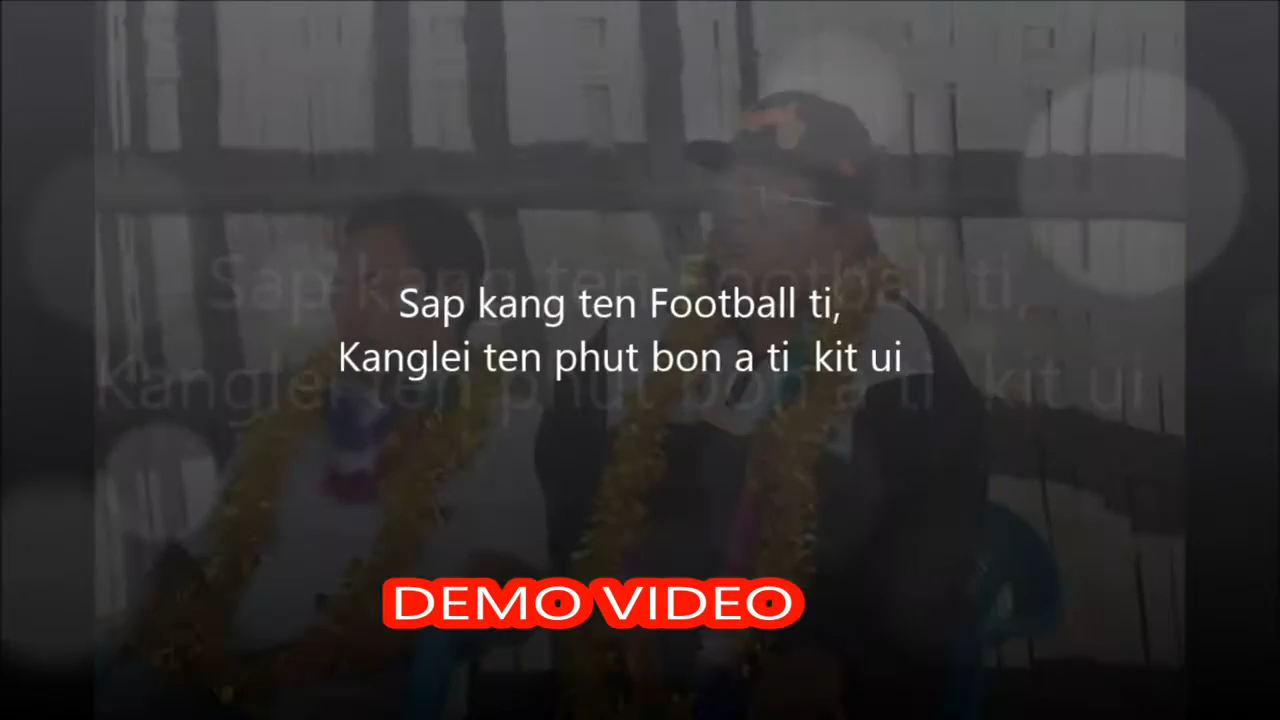 Sap kang ten Football ti,
Kanglei ten phut bon a ti  kit ui
DEMO VIDEO